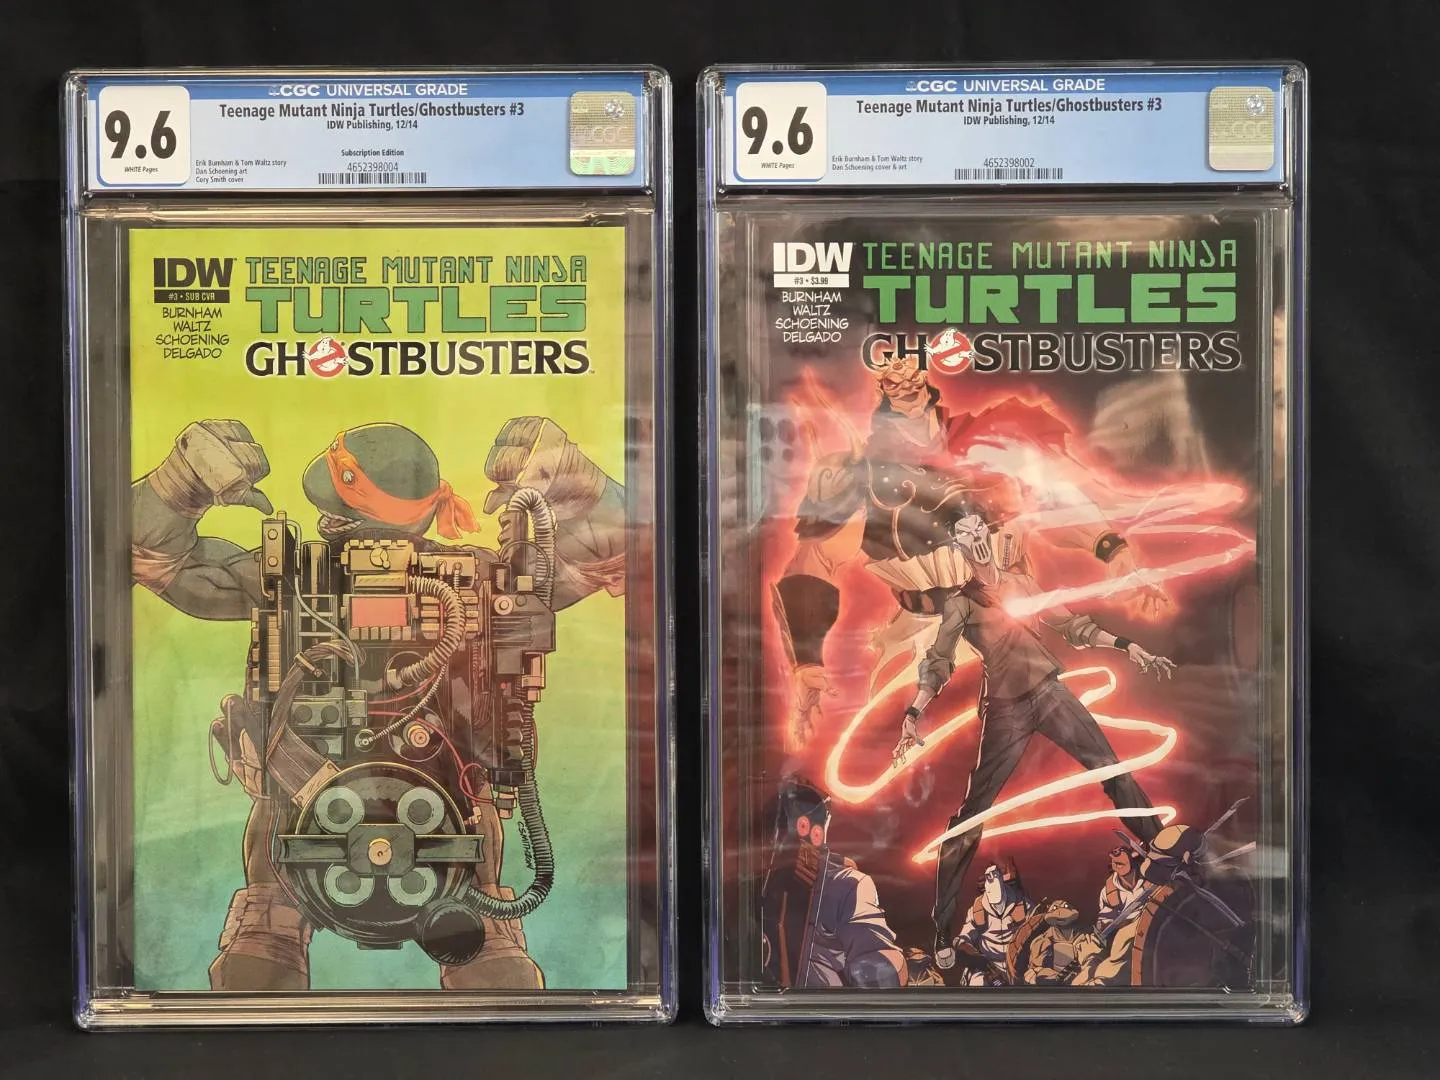 CGC UNIVERSAL GRADE
9.6
WHITE Pages
Teenage Mutant Ninja Turtles/Ghostbusters #3
IDW Publishing, 12/14
Subscription Edition
Erik Burnham & Tom Waltz story
Dan Schoening art
Cory Smith cover
4652398004
CGC
IDW
#3 • SUB CVR
BURNHAM
WALTZ
SCHOENING
DELGADO
TEENAGE MUTANT NINJA
TURTLES
GHOSTBUSTERS
CSMITH2014
CGC UNIVERSAL GRADE
9.6
WHITE Pages
Teenage Mutant Ninja Turtles/Ghostbusters #3
IDW Publishing, 12/14
Erik Burnham & Tom Waltz story
Dan Schoening cover & art
4652398002
CGC
IDW
#3 • $3.99
BURNHAM
WALTZ
SCHOENING
DELGADO
TEENAGE MUTANT NINJA
TURTLES
GHOSTBUSTERS